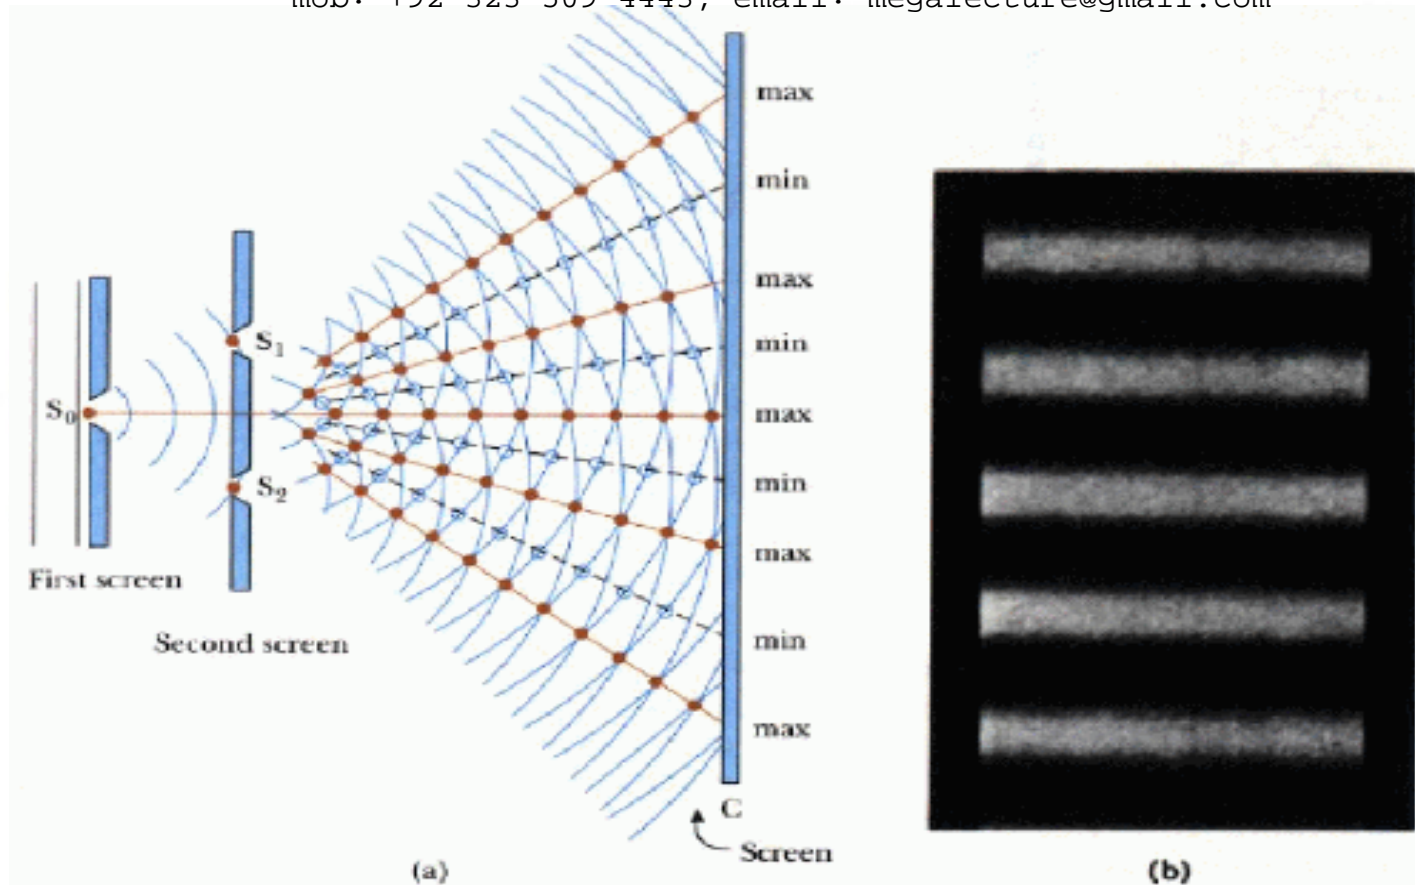 max
min
max
S₁
min
S₀
max
S₂
min
max
First screen
min
Second screen
max
C
Screen
(a)
(b)